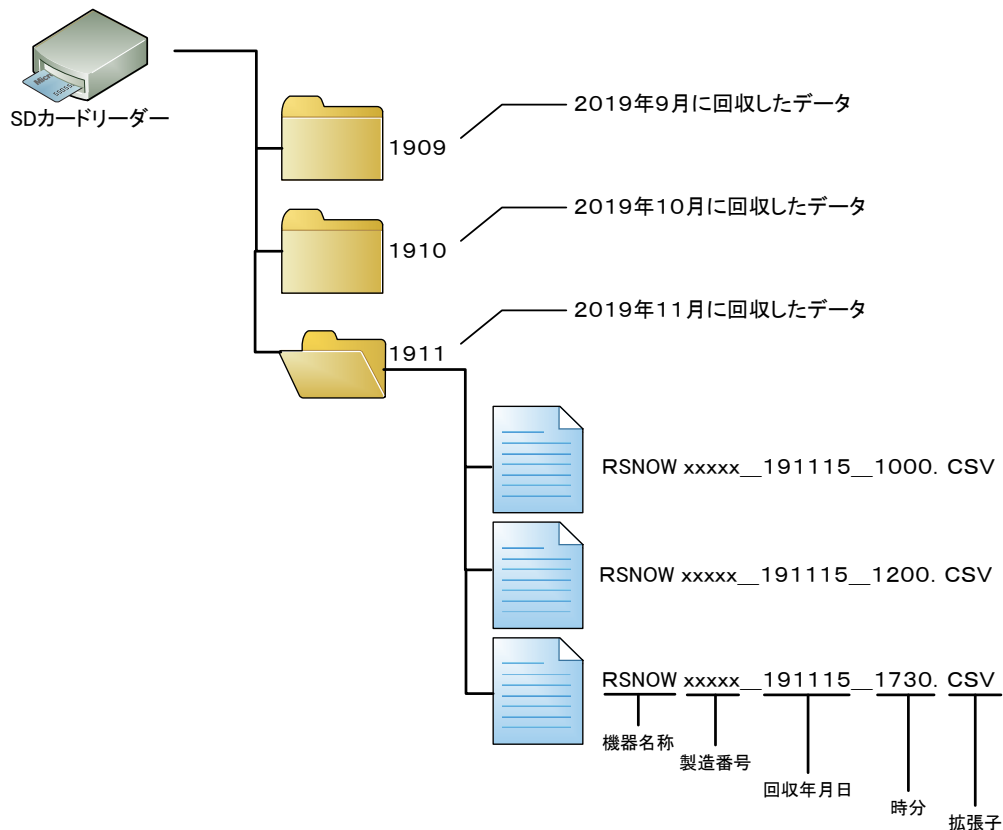 SDカードリーダー
1909
2019年9月に回収したデータ
1910
2019年10月に回収したデータ
1911
2019年11月に回収したデータ
RSNOW xxxxx__191115__1000. CSV
RSNOW xxxxx__191115__1200. CSV
RSNOW xxxxx__191115__1730. CSV
機器名称
製造番号
回収年月日
時分
拡張子